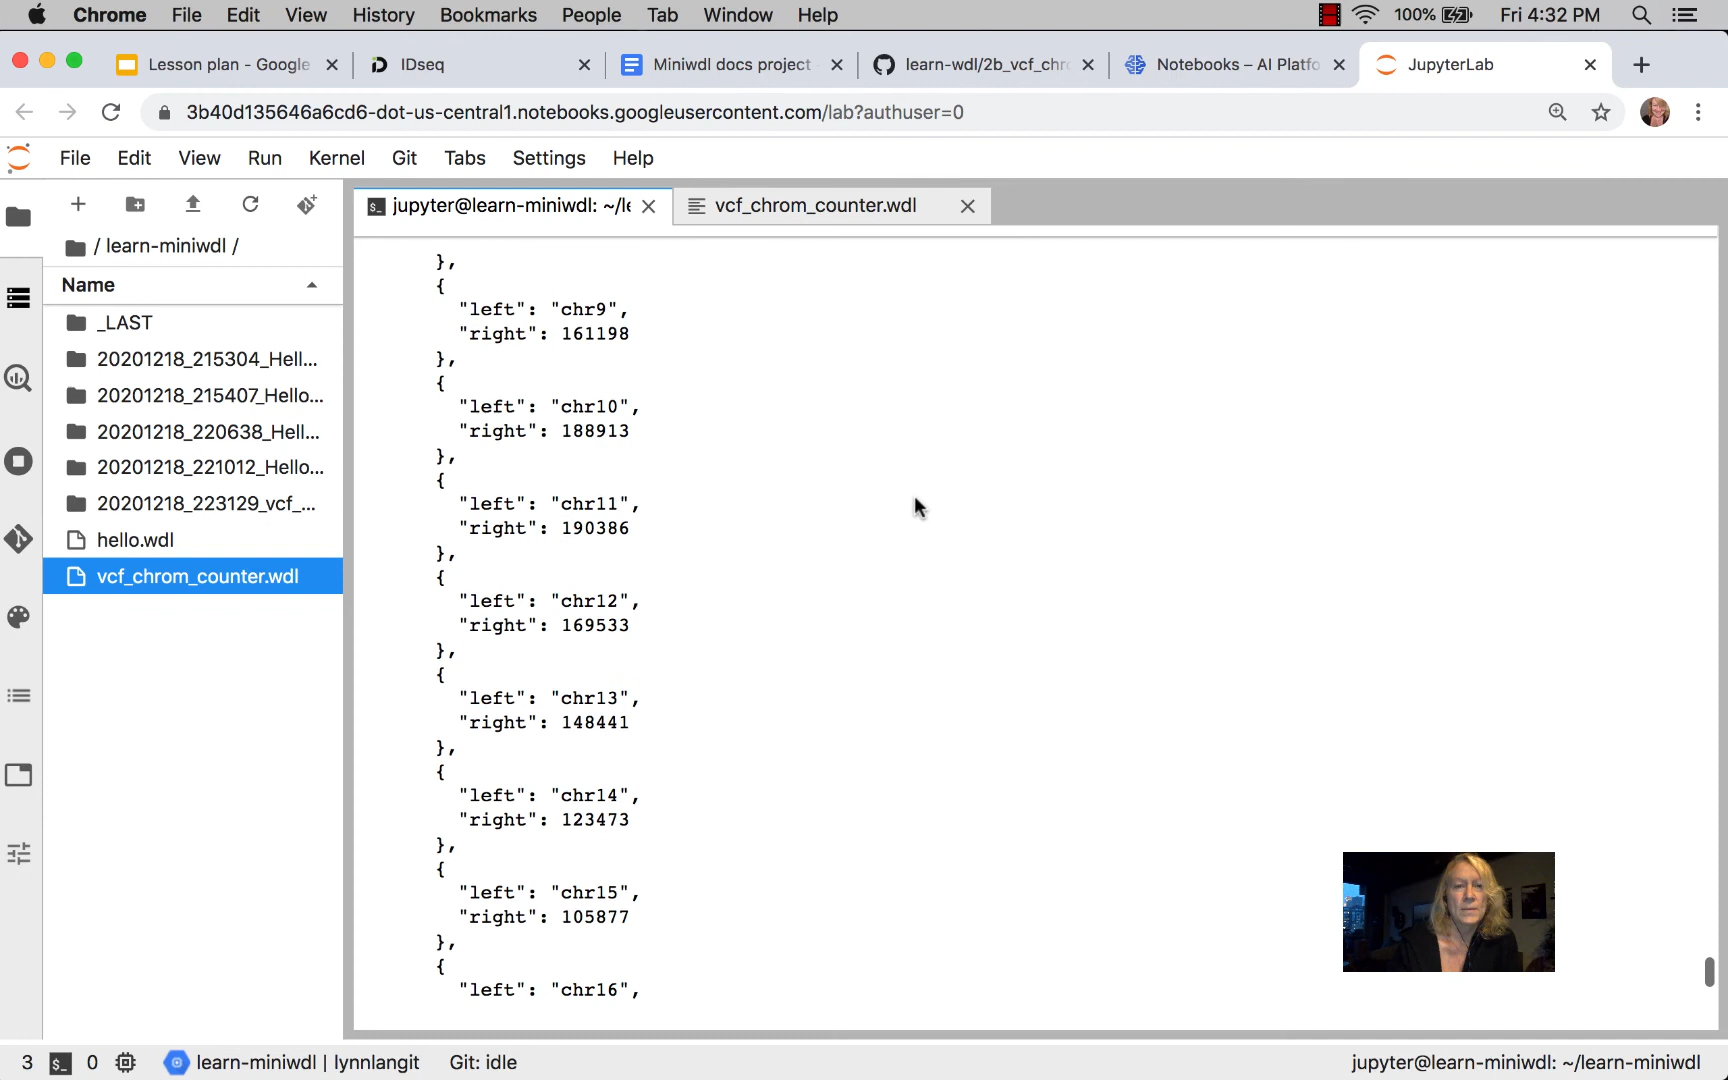 Chrome File Edit View History Bookmarks People Tab Window Help 100% Fri 4:32 PM
Lesson plan - Google IDseq Miniwdl docs project learn-wdl/2b_vcf_chro Notebooks – AI Platfo JupyterLab
3b40d135646a6cd6-dot-us-central1.notebooks.googleusercontent.com/lab?authuser=0
File Edit View Run Kernel Git Tabs Settings Help
jupyter@learn-miniwdl: ~/le vcf_chrom_counter.wdl
/ learn-miniwdl /
Name
_LAST
20201218_215304_Hell...
20201218_215407_Hello...
20201218_220638_Hell...
20201218_221012_Hello...
20201218_223129_vcf_...
hello.wdl
vcf_chrom_counter.wdl
},
{
"left": "chr9",
"right": 161198
},
{
"left": "chr10",
"right": 188913
},
{
"left": "chr11",
"right": 190386
},
{
"left": "chr12",
"right": 169533
},
{
"left": "chr13",
"right": 148441
},
{
"left": "chr14",
"right": 123473
},
{
"left": "chr15",
"right": 105877
},
{
"left": "chr16",
3 $_ 0 learn-miniwdl | lynnlangit Git: idle jupyter@learn-miniwdl: ~/learn-miniwdl